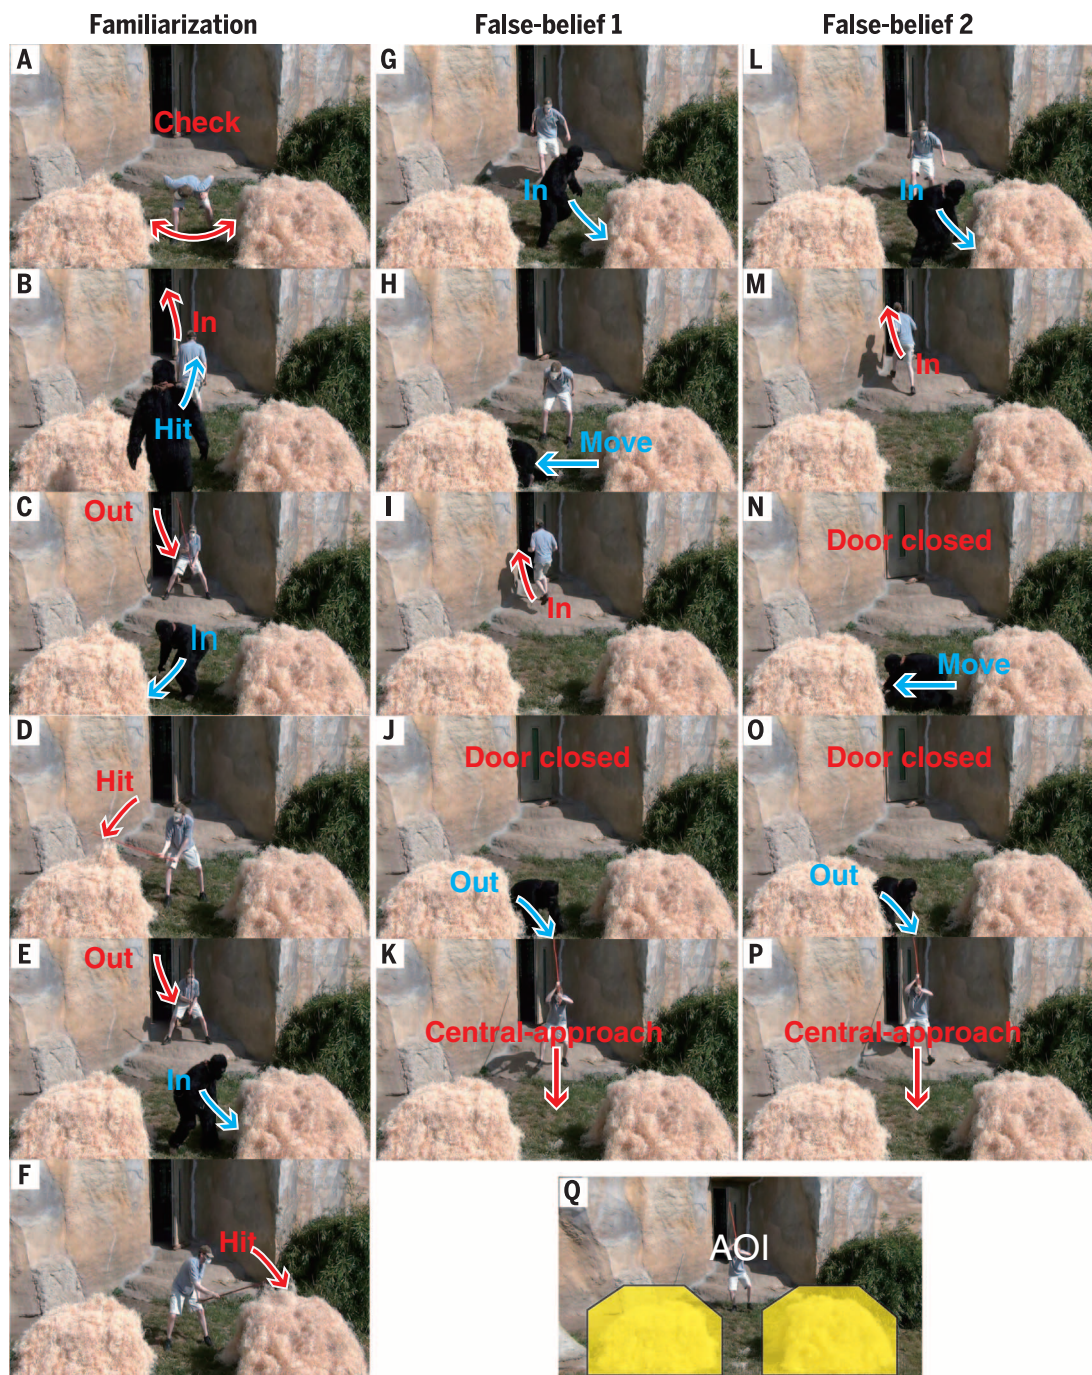 Familiarization
False-belief 1
False-belief 2
A
Check
B
In
Hit
C
Out
In
D
Hit
E
Out
In
F
Hit
G
In
H
Move
I
In
J
Door closed
Out
K
Central-approach
L
In
M
In
N
Door closed
Move
O
Door closed
Out
P
Central-approach
Q
AOI